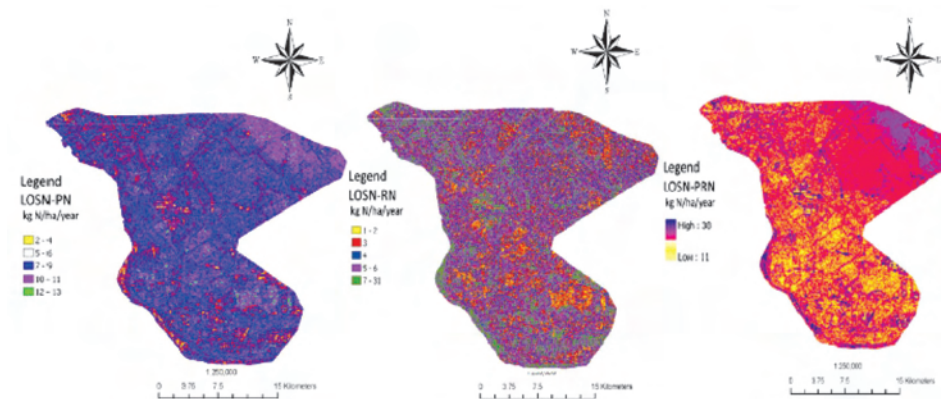 N
W E
S
Legend
LOSN-PN
kg N/ha/year
2 - 4
5 - 6
7 - 9
10 - 11
12 - 13
1 250,000
0 3.75 7.5 15 Kilometers
N
W E
S
Legend
LOSN-RN
kg N/ha/year
1 - 2
3
4
5 - 6
7 - 31
0 3.75 7.5 15 Kilometers
N
W E
S
Legend
LOSN-PRN
kg N/ha/year
High : 30
Low : 11
1 250,000
0 3.75 7.5 15 Kilometers